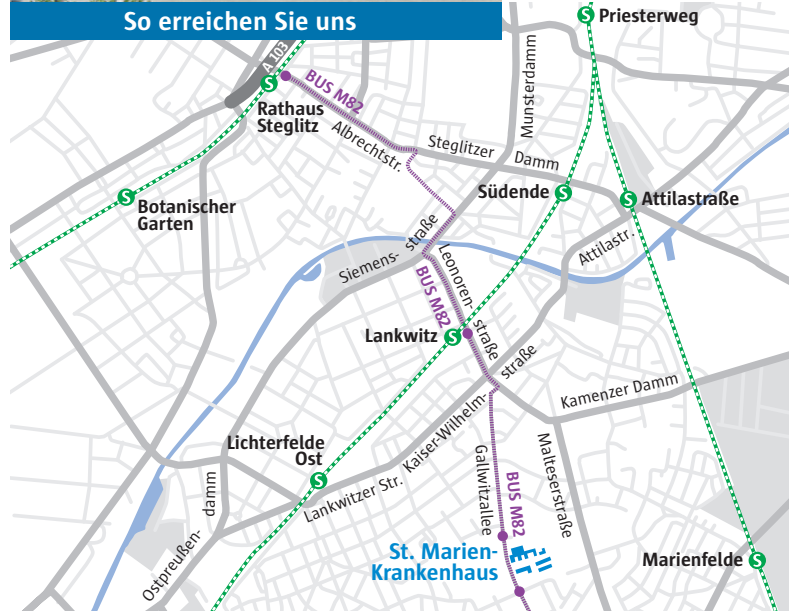 So erreichen Sie uns
S Priesterweg
A 103
S
Rathaus
Steglitz
BUS M82
Albrechtstr.
Steglitzer Damm
Munsterdamm
S
Botanischer
Garten
Südende S
S Attilastraße
Attilastr.
Siemens-
straße
Leonoren-
straße
BUS M82
Lankwitz S
Kaiser-Wilhelm-
straße
Kamenzer Damm
Lichterfelde
Ost
S
Lankwitzer Str.
Ostpreußen-
damm
Gallwitzallee
BUS M82
Malteserstraße
St. Marien-
Krankenhaus
Marienfelde S